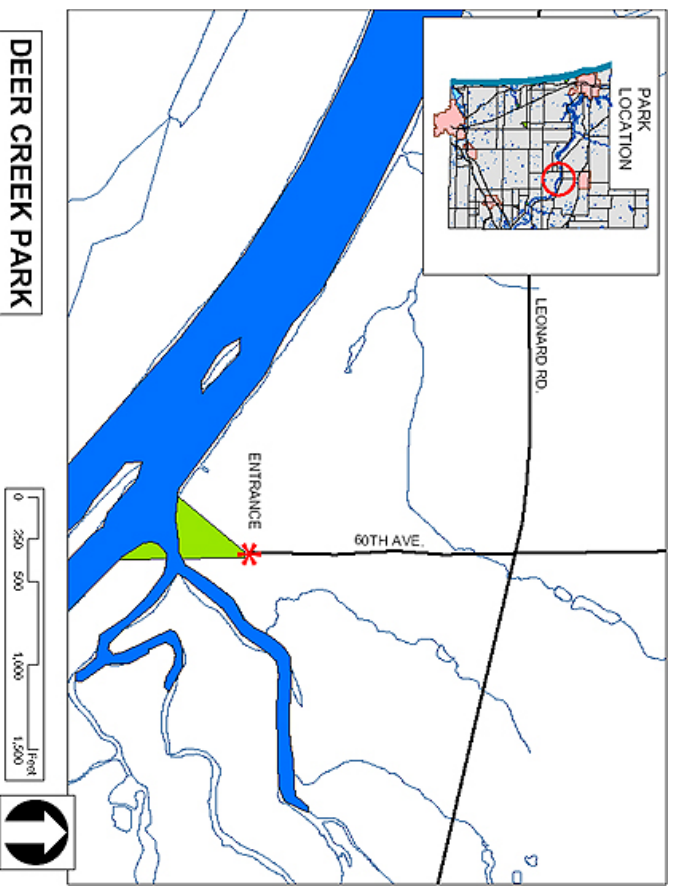 PARK
LOCATION
LEONARD RD.
ENTRANCE
60TH AVE.
DEER CREEK PARK
0 250 500 1,000 1,500
Feet